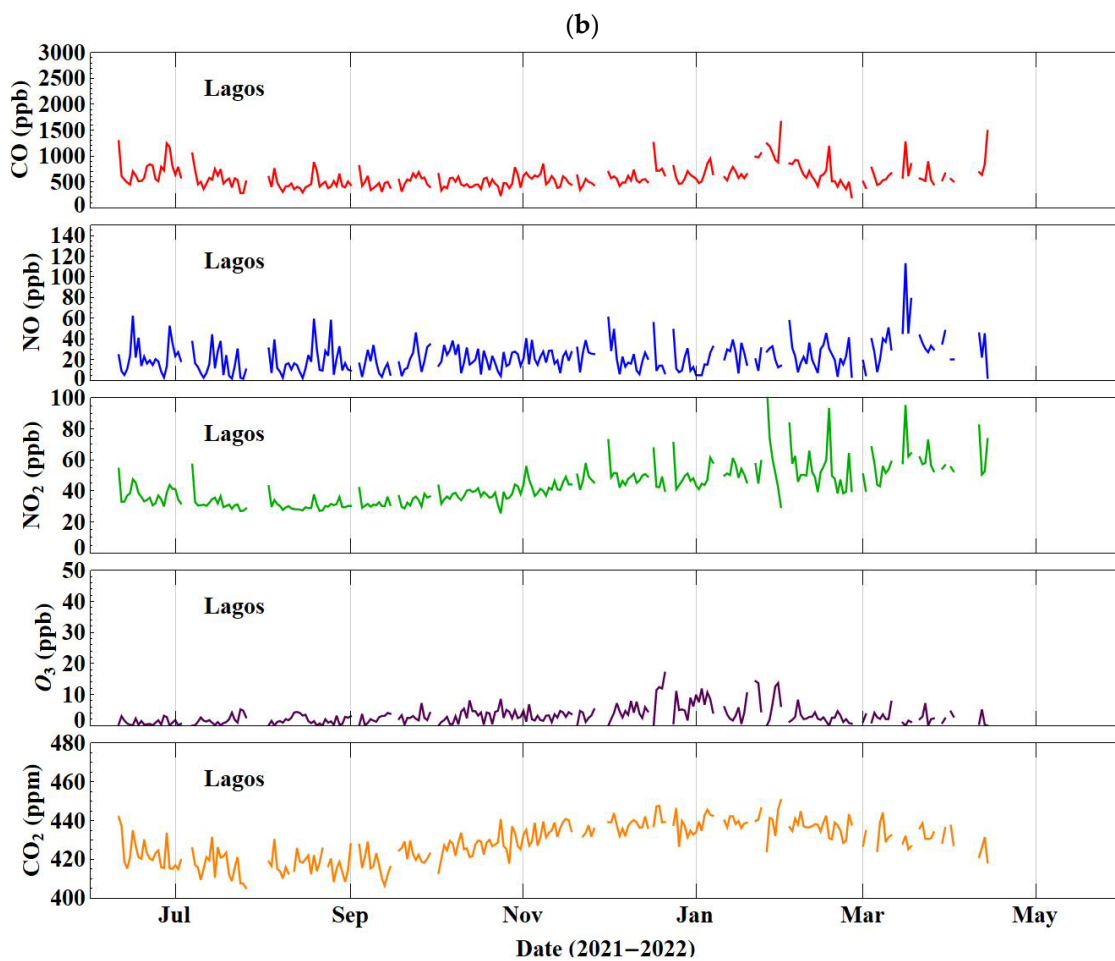 (b)
3000
2500
2000
1500
1000
500
0
CO (ppb)
Lagos
140
120
100
80
60
40
20
0
NO (ppb)
Lagos
100
80
60
40
20
0
NO₂ (ppb)
Lagos
50
40
30
20
10
0
O₃ (ppb)
Lagos
480
460
440
420
400
CO₂ (ppm)
Lagos
Jul Sep Nov Jan Mar May
Date (2021−2022)